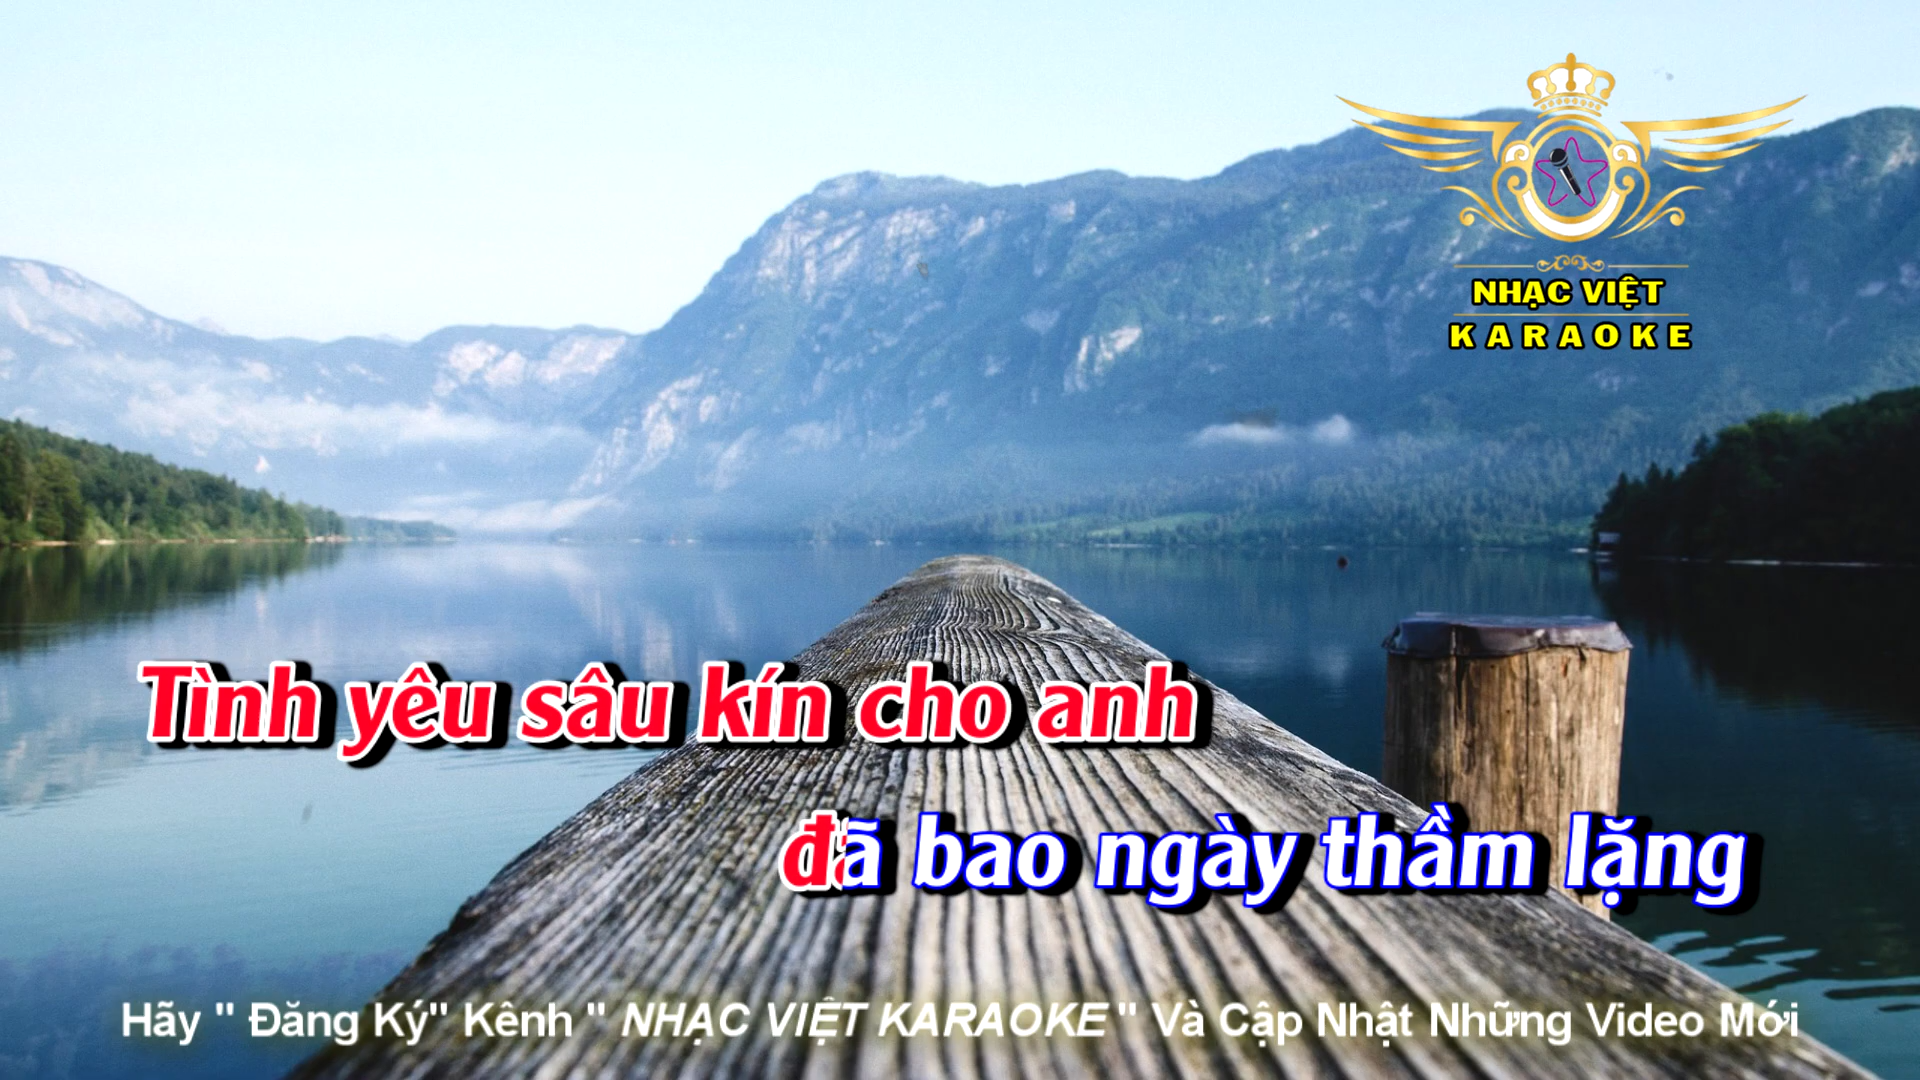 NHẠC VIỆT
KARAOKE
Tình yêu sâu kín cho anh
đã bao ngày thầm lặng
Hãy " Đăng Ký" Kênh " NHẠC VIỆT KARAOKE " Và Cập Nhật Những Video Mới